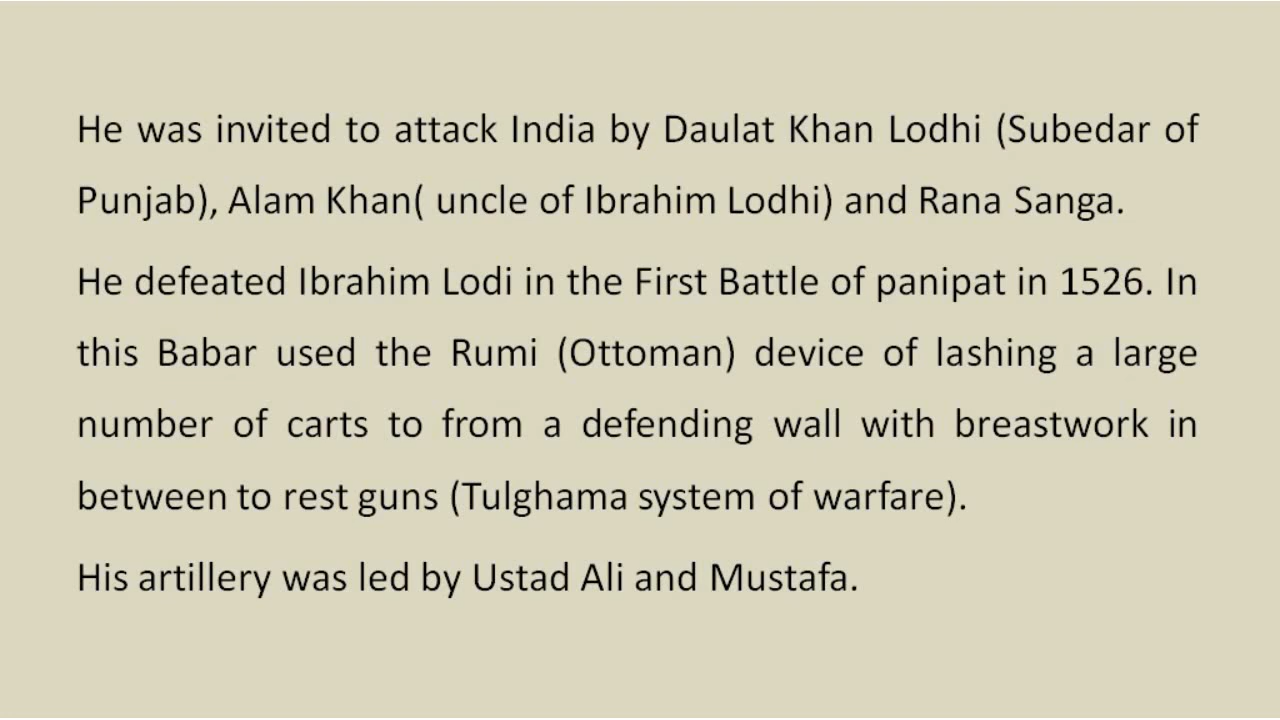 He was invited to attack India by Daulat Khan Lodhi (Subedar of
Punjab), Alam Khan( uncle of Ibrahim Lodhi) and Rana Sanga.
He defeated Ibrahim Lodi in the First Battle of panipat in 1526. In
this Babar used the Rumi (Ottoman) device of lashing a large
number of carts to from a defending wall with breastwork in
between to rest guns (Tulghama system of warfare).
His artillery was led by Ustad Ali and Mustafa.